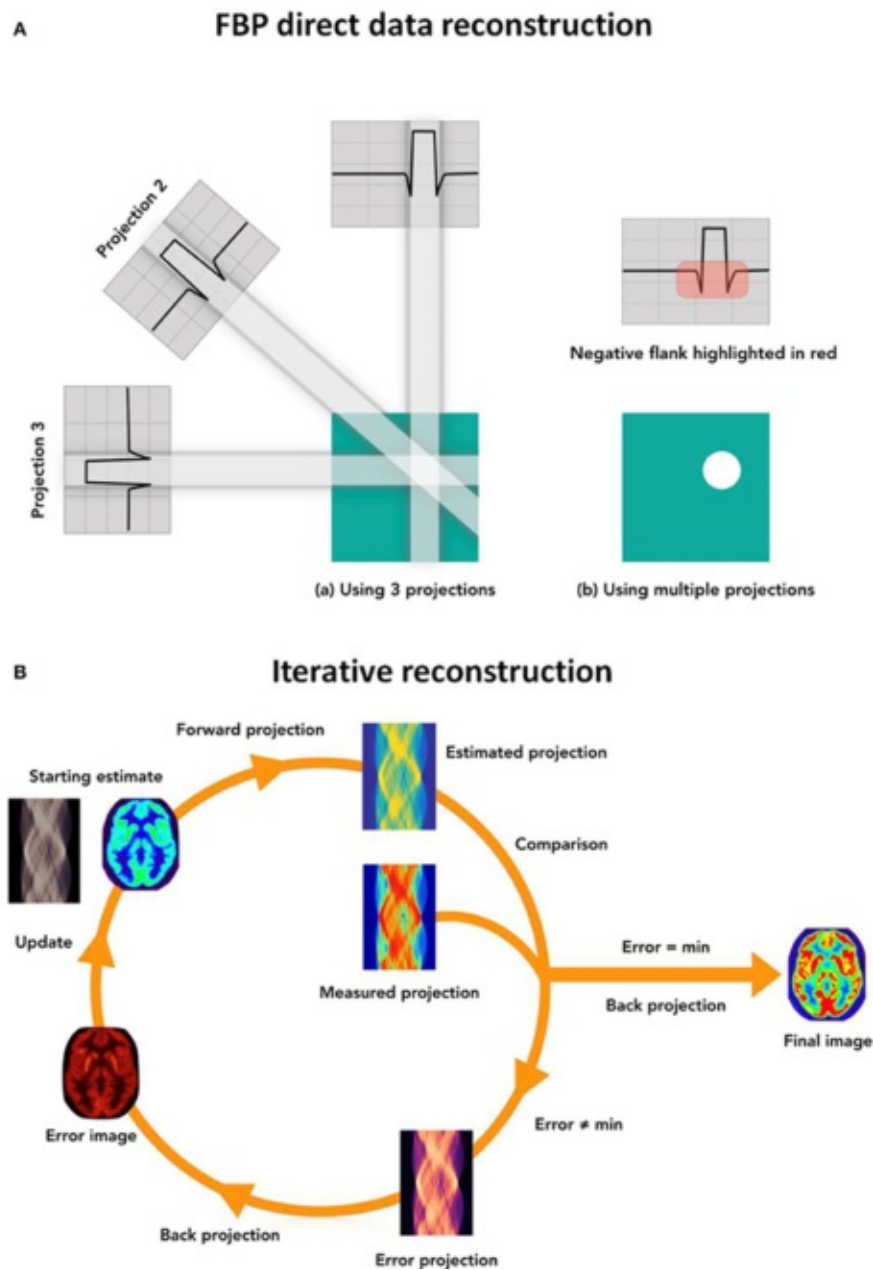 A
FBP direct data reconstruction
Projection 2
Projection 3
Negative flank highlighted in red
(a) Using 3 projections
(b) Using multiple projections
B
Iterative reconstruction
Forward projection
Estimated projection
Starting estimate
Comparison
Update
Measured projection
Error = min
Back projection
Final image
Error image
Error ≠ min
Back projection
Error projection